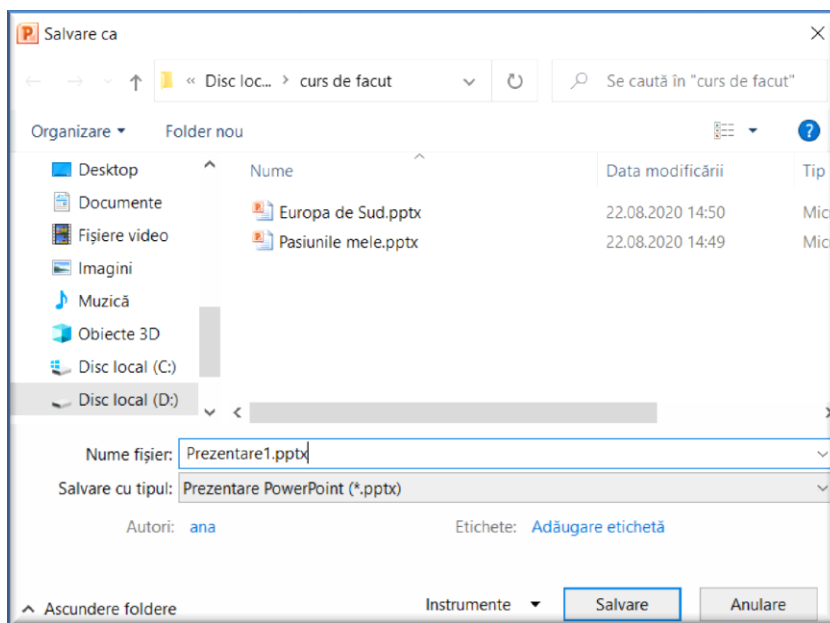 Salvare ca
« Disc loc... > curs de facut
Se caută în "curs de facut"
Organizare
Folder nou
Desktop
Documente
Fișiere video
Imagini
Muzică
Obiecte 3D
Disc local (C:)
Disc local (D:)
Nume Data modificării Tip
Europa de Sud.pptx 22.08.2020 14:50 Mic
Pasiunile mele.pptx 22.08.2020 14:49 Mic
Nume fișier: Prezentare1.pptx
Salvare cu tipul: Prezentare PowerPoint (*.pptx)
Autori: ana Etichete: Adăugare etichetă
Ascundere foldere Instrumente Salvare Anulare